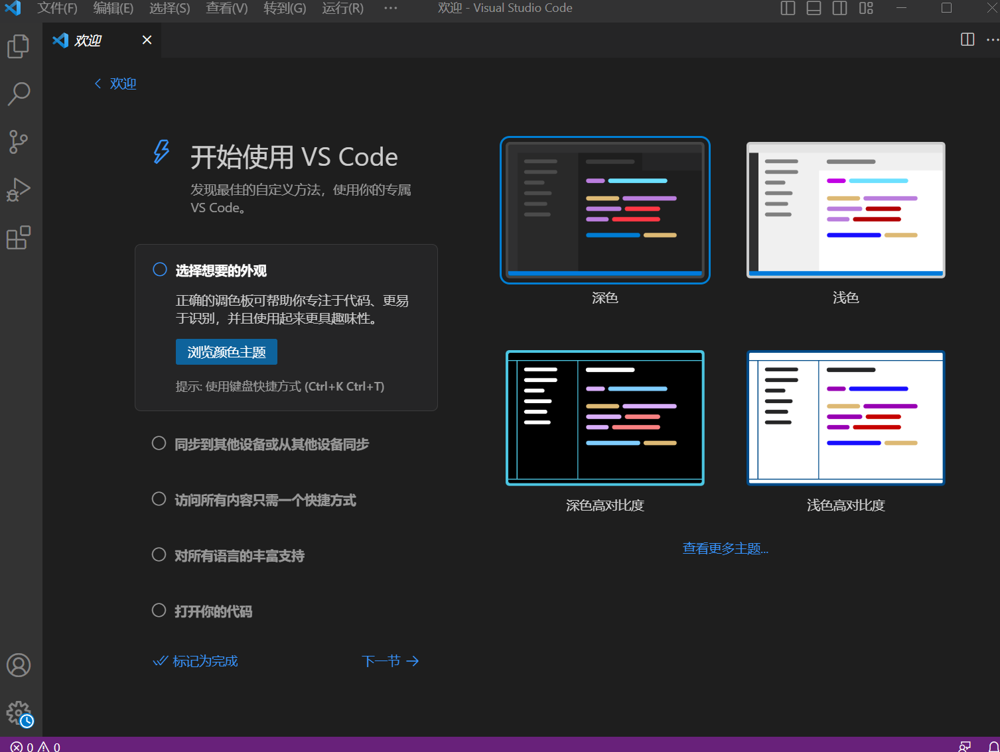 文件(F) 编辑(E) 选择(S) 查看(V) 转到(G) 运行(R) ··· 欢迎 - Visual Studio Code
欢迎
欢迎
开始使用 VS Code
发现最佳的自定义方法，使用你的专属
VS Code。
选择想要的外观
正确的调色板可帮助你专注于代码、更易
于识别，并且使用起来更具趣味性。
浏览颜色主题
提示: 使用键盘快捷方式 (Ctrl+K Ctrl+T)
同步到其他设备或从其他设备同步
访问所有内容只需一个快捷方式
对所有语言的丰富支持
打开你的代码
标记为完成
下一节
深色
浅色
深色高对比度
浅色高对比度
查看更多主题...
0 0